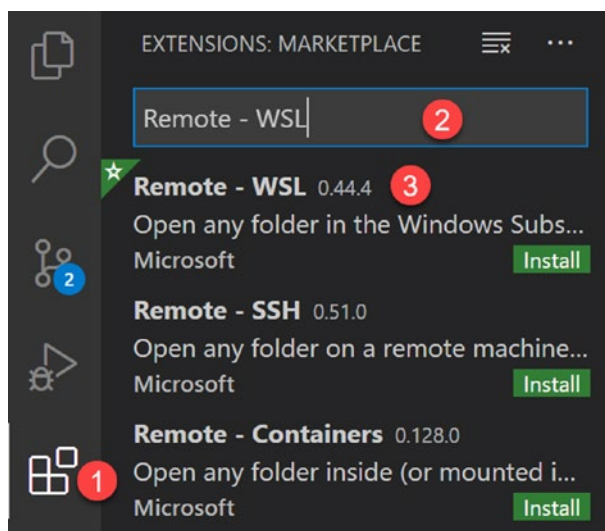 EXTENSIONS: MARKETPLACE
Remote - WSL 2
Remote - WSL 0.44.4 3
Open any folder in the Windows Subs...
Microsoft Install
2
Remote - SSH 0.51.0
Open any folder on a remote machine...
Microsoft Install
Remote - Containers 0.128.0
1 Open any folder inside (or mounted i...
Microsoft Install